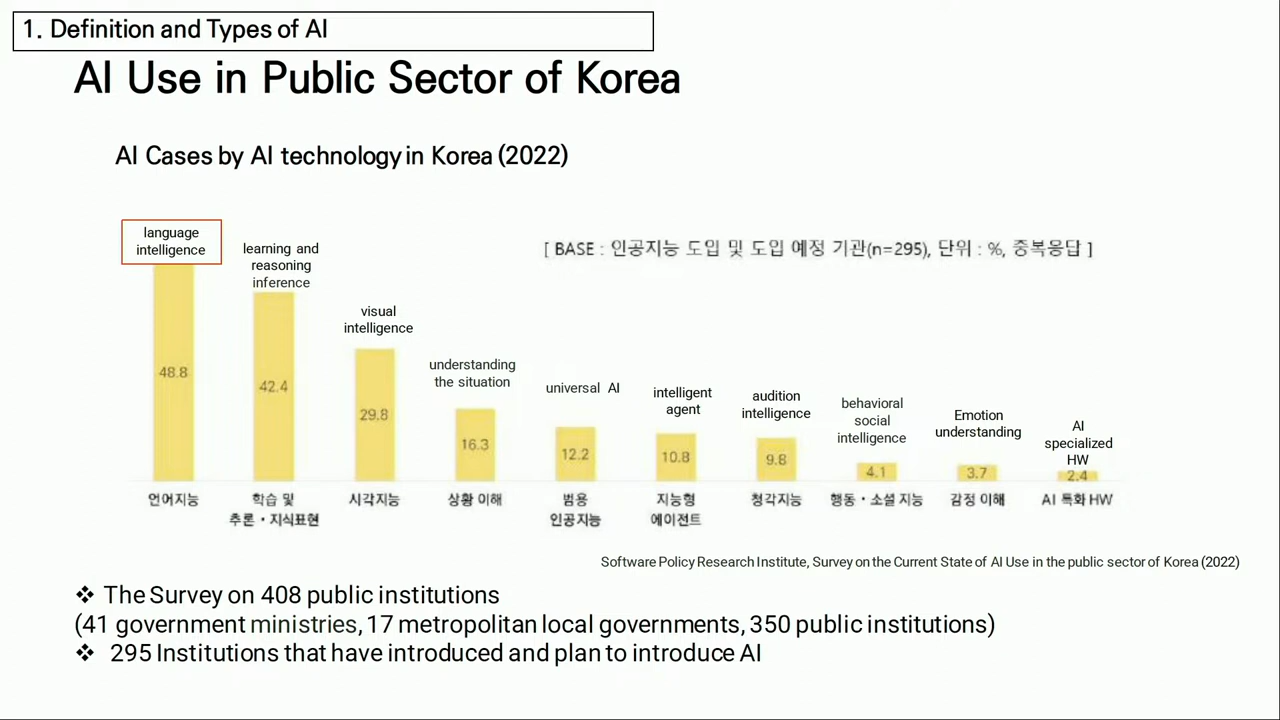 1. Definition and Types of AI
AI Use in Public Sector of Korea
AI Cases by AI technology in Korea (2022)
language
intelligence
learning and
reasoning
inference
visual
intelligence
understanding
the situation
universal AI
intelligent
agent
audition
intelligence
behavioral
social
intelligence
Emotion
understanding
AI
specialized
HW
[ BASE : 인공지능 도입 및 도입 예정 기관(n=295), 단위 : %, 중복응답 ]
48.8
42.4
29.8
16.3
12.2
10.8
9.8
4.1
3.7
2.4
언어지능
학습 및
추론・지식표현
시각지능
상황 이해
범용
인공지능
지능형
에이전트
청각지능
행동・소셜 지능
감정 이해
AI 특화 HW
Software Policy Research Institute, Survey on the Current State of AI Use in the public sector of Korea (2022)
❖ The Survey on 408 public institutions
(41 government ministries, 17 metropolitan local governments, 350 public institutions)
❖ 295 Institutions that have introduced and plan to introduce AI